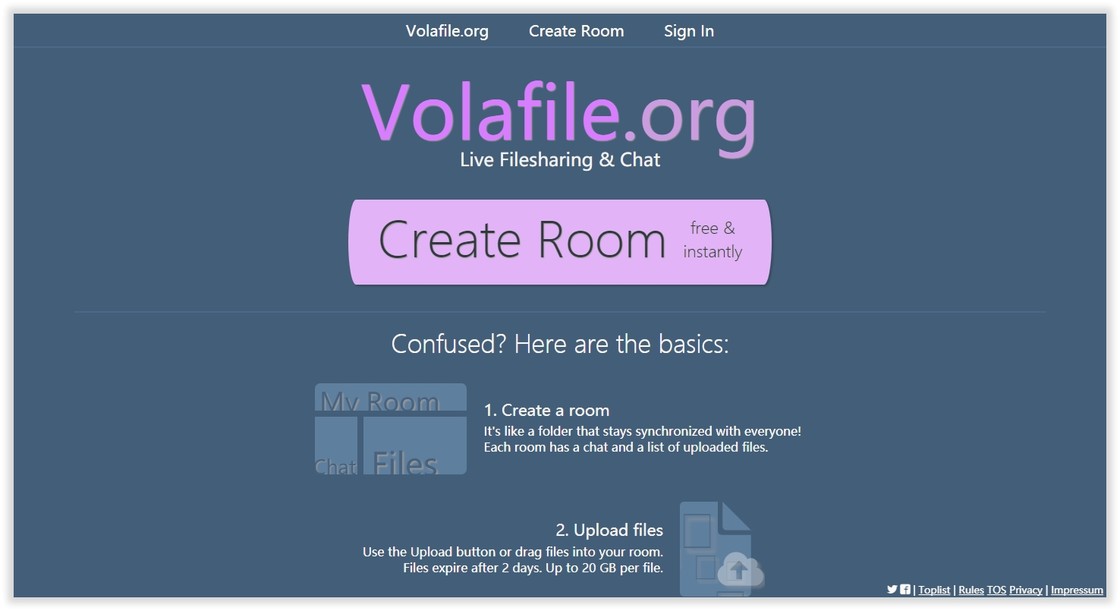 Volafile.org Create Room Sign In
Volafile.org
Live Filesharing & Chat
Create Room
free &
instantly
Confused? Here are the basics:
My Room
Chat
Files
1. Create a room
It's like a folder that stays synchronized with everyone!
Each room has a chat and a list of uploaded files.
2. Upload files
Use the Upload button or drag files into your room.
Files expire after 2 days. Up to 20 GB per file.
| Toplist | Rules TOS Privacy | Impressum